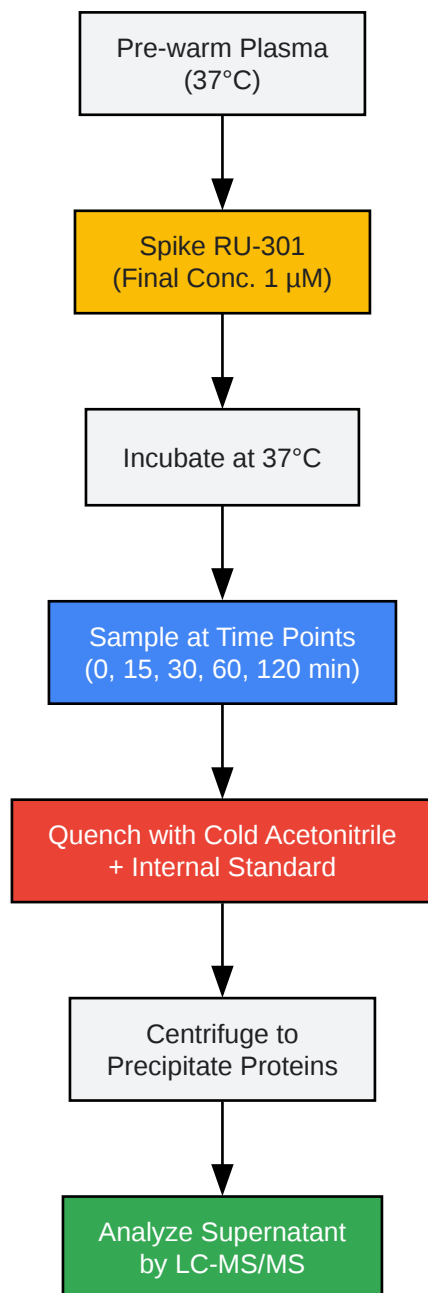 Pre-warm Plasma
(37°C)
Spike RU-301
(Final Conc. 1 µM)
Incubate at 37°C
Sample at Time Points
(0, 15, 30, 60, 120 min)
Quench with Cold Acetonitrile
+ Internal Standard
Centrifuge to
Precipitate Proteins
Analyze Supernatant
by LC-MS/MS